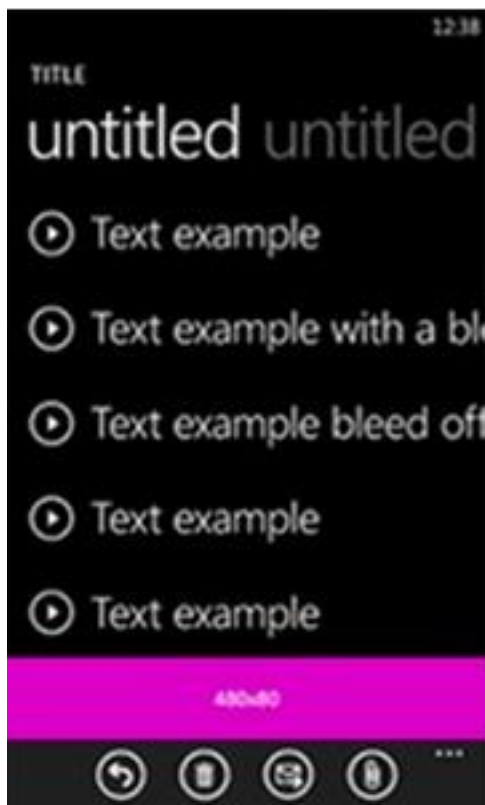 12:38
TITLE
untitled untitled
Text example
Text example with a ble
Text example bleed off
Text example
Text example
480x80
...